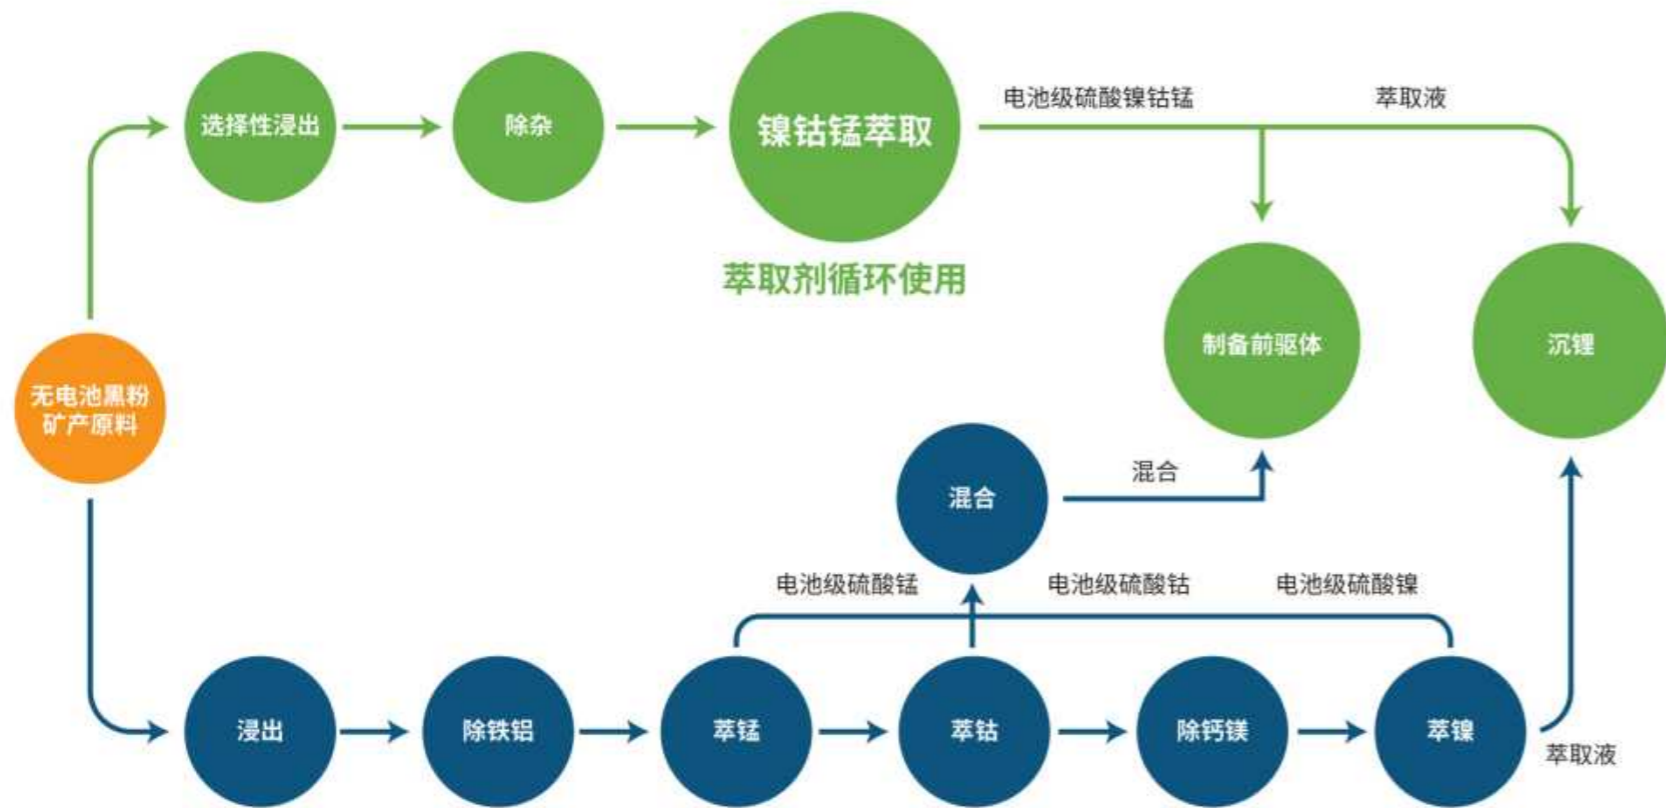 电池级硫酸镍钴锰
萃取液
选择性浸出
除杂
镍钴锰萃取
萃取剂循环使用
制备前驱体
沉锂
无电池黑粉
矿产原料
混合
混合
电池级硫酸锰
电池级硫酸钴
电池级硫酸镍
浸出
除铁铝
萃锰
萃钴
除钙镁
萃镍
萃取液